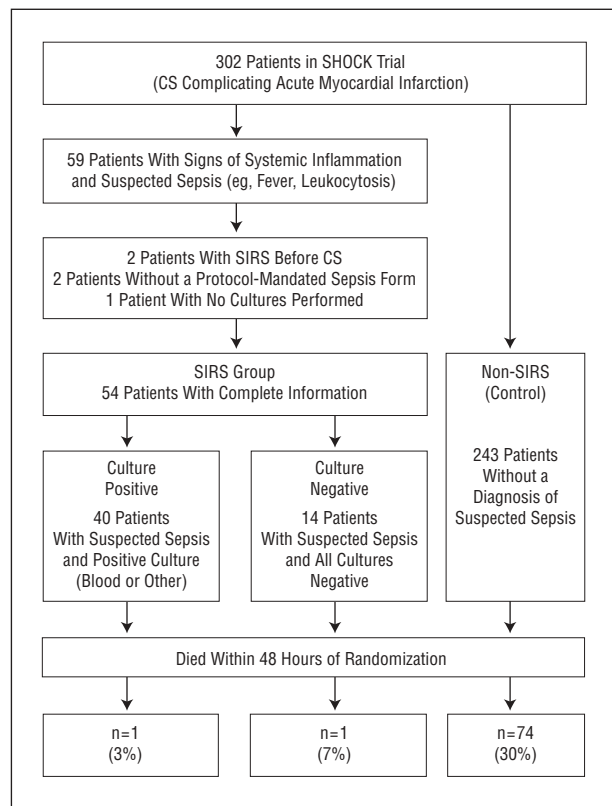 302 Patients in SHOCK Trial
(CS Complicating Acute Myocardial Infarction)
59 Patients With Signs of Systemic Inflammation
and Suspected Sepsis (eg, Fever, Leukocytosis)
2 Patients With SIRS Before CS
2 Patients Without a Protocol-Mandated Sepsis Form
1 Patient With No Cultures Performed
SIRS Group
54 Patients With Complete Information
Non-SIRS
(Control)
243 Patients
Without a
Diagnosis of
Suspected Sepsis
Culture
Positive
40 Patients
With Suspected Sepsis
and Positive Culture
(Blood or Other)
Culture
Negative
14 Patients
With Suspected Sepsis
and All Cultures
Negative
Died Within 48 Hours of Randomization
n=1
(3%)
n=1
(7%)
n=74
(30%)